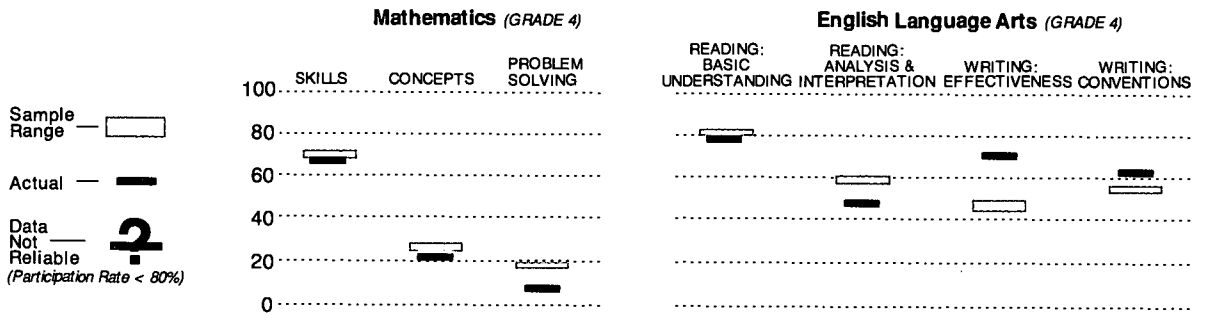 Mathematics (GRADE 4)
English Language Arts (GRADE 4)
SKILLS
CONCEPTS
PROBLEM
SOLVING
READING:
BASIC
UNDERSTANDING
READING:
ANALYSIS &
INTERPRETATION
WRITING:
EFFECTIVENESS
WRITING:
CONVENTIONS
100
80
60
40
20
0
Sample
Range
Actual
Data
Not
Reliable
?
(Participation Rate < 80%)